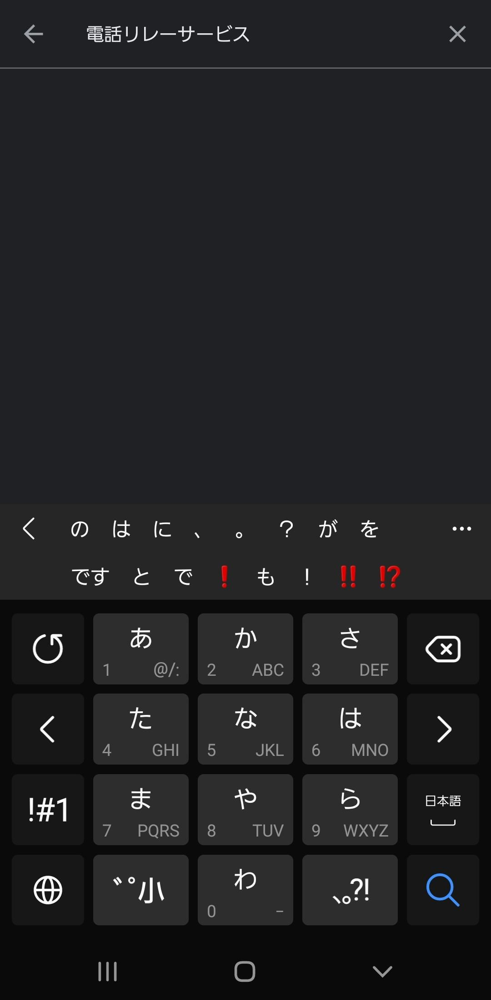 電話リレーサービス
の は に 、 。 ? が を …
です と で ❗ も ! ‼ ⁉
あ か さ
1 @/: 2 ABC 3 DEF
た な は
4 GHI 5 JKL 6 MNO
!#1 ま や ら 日本語
7 PQRS 8 TUV 9 WXYZ
゛゜小 わ 、。?!
0 −